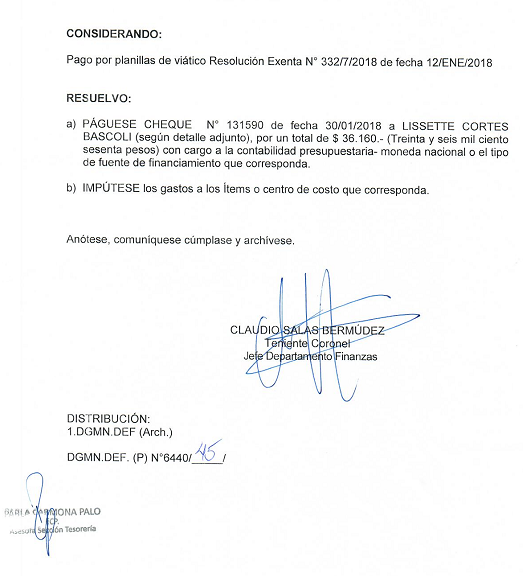 CONSIDERANDO:
Pago por planillas de viático Resolución Exenta N° 332/7/2018 de fecha 12/ENE/2018
RESUELVO:
a) PÁGUESE CHEQUE N° 131590 de fecha 30/01/2018 a LISSETTE CORTES
BASCOLI (según detalle adjunto), por un total de $ 36.160.- (Treinta y seis mil ciento
sesenta pesos) con cargo a la contabilidad presupuestaria- moneda nacional o el tipo
de fuente de financiamiento que corresponda.
b) IMPÚTESE los gastos a los Ítems o centro de costo que corresponda.
Anótese, comuníquese cúmplase y archívese.
CLAUDIO SALAS BERMÚDEZ
Teniente Coronel
Jefe Departamento Finanzas
DISTRIBUCIÓN:
1.DGMN.DEF (Arch.)
DGMN.DEF. (P) N°6440/ 45 /
CARMONA PALO
ECP.
Asesora Sección Tesorería